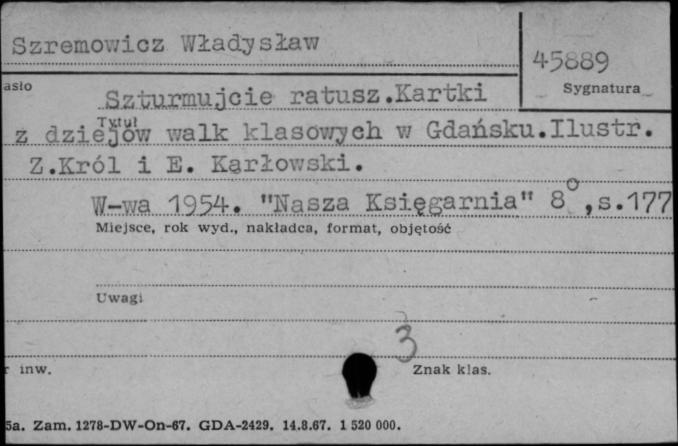 Szremowicz Władysław
45889
asło
Sygnatura
Szturmujcie ratusz.Kartki
Tytuł
z dziejów walk klasowych w Gdańsku.Ilustr.
Z.Król i E. Karłowski.
W-wa 1954. "Nasza Księgarnia" 8°,s.177
Miejsce, rok wyd., nakładca, format, objętość
Uwagi
3
r inw.
Znak klas.
5a. Zam. 1278-DW-On-67. GDA-2429. 14.8.67. 1 520 000.